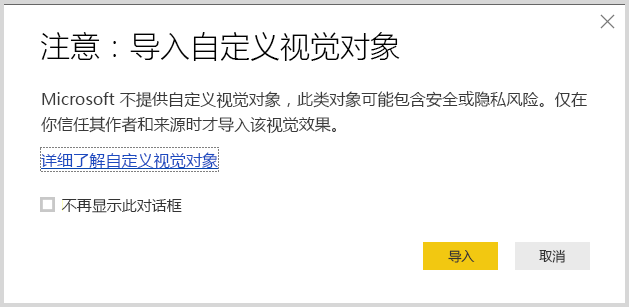 注意：导入自定义视觉对象
Microsoft 不提供自定义视觉对象，此类对象可能包含安全或隐私风险。仅在
你信任其作者和来源时才导入该视觉效果。
详细了解自定义视觉对象
不再显示此对话框
导入 取消